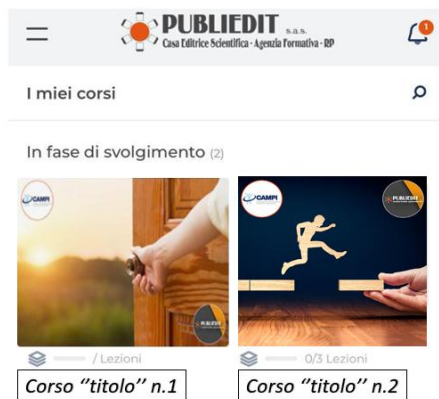 PUBLIEDIT s.a.s.
Casa Editrice Scientifica - Agenzia Formativa - RP
1
I miei corsi
In fase di svolgimento (2)
CAMPI
CAMPI
PUBLIEDIT
/ Lezioni
0/3 Lezioni
Corso ‘‘titolo’’ n.1
Corso ‘‘titolo’’ n.2